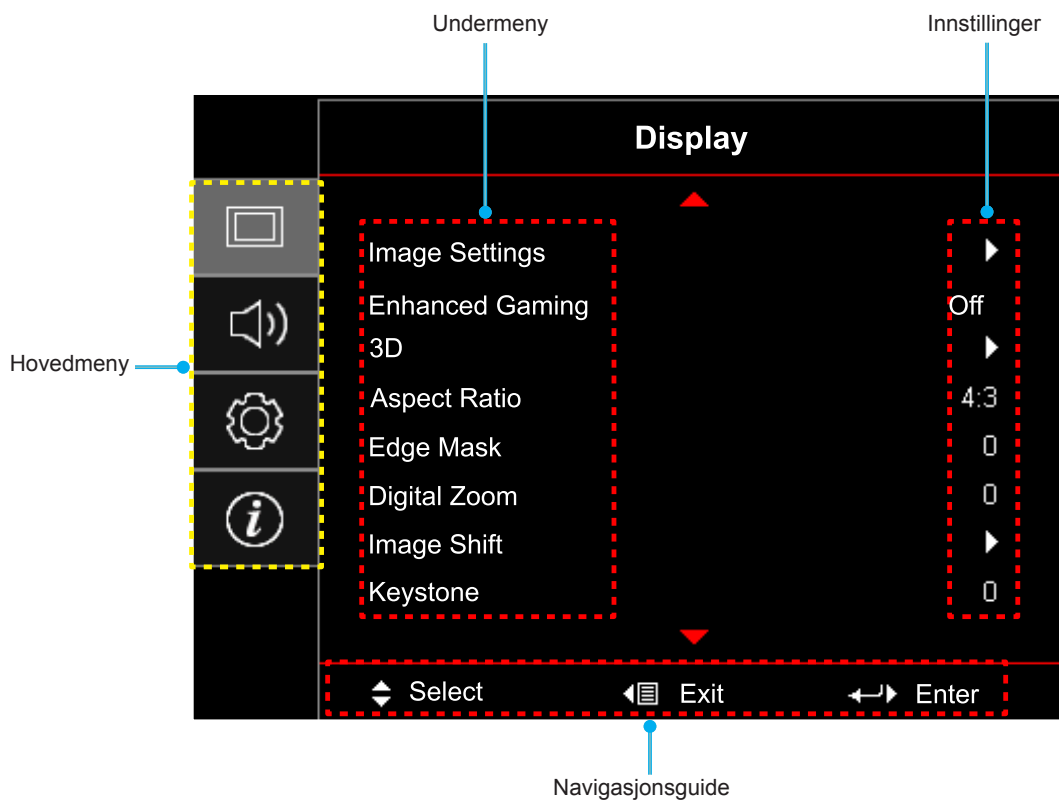 Undermeny Innstillinger
Display
Image Settings
Enhanced Gaming Off
3D
Hovedmeny
Aspect Ratio 4:3
Edge Mask 0
Digital Zoom 0
Image Shift
Keystone 0
Select Exit Enter
Navigasjonsguide